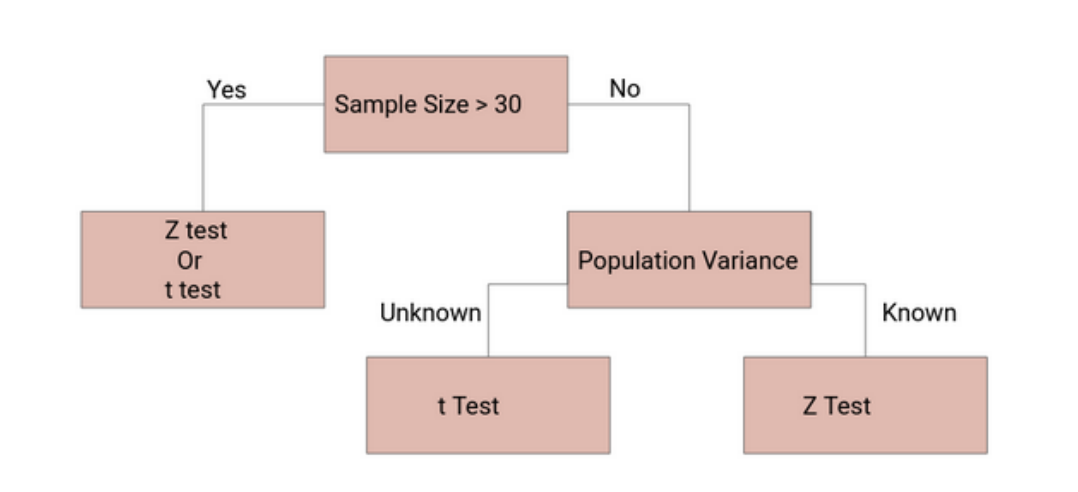 Yes
Sample Size > 30
No
Z test
Or
t test
Population Variance
Unknown
Known
t Test
Z Test